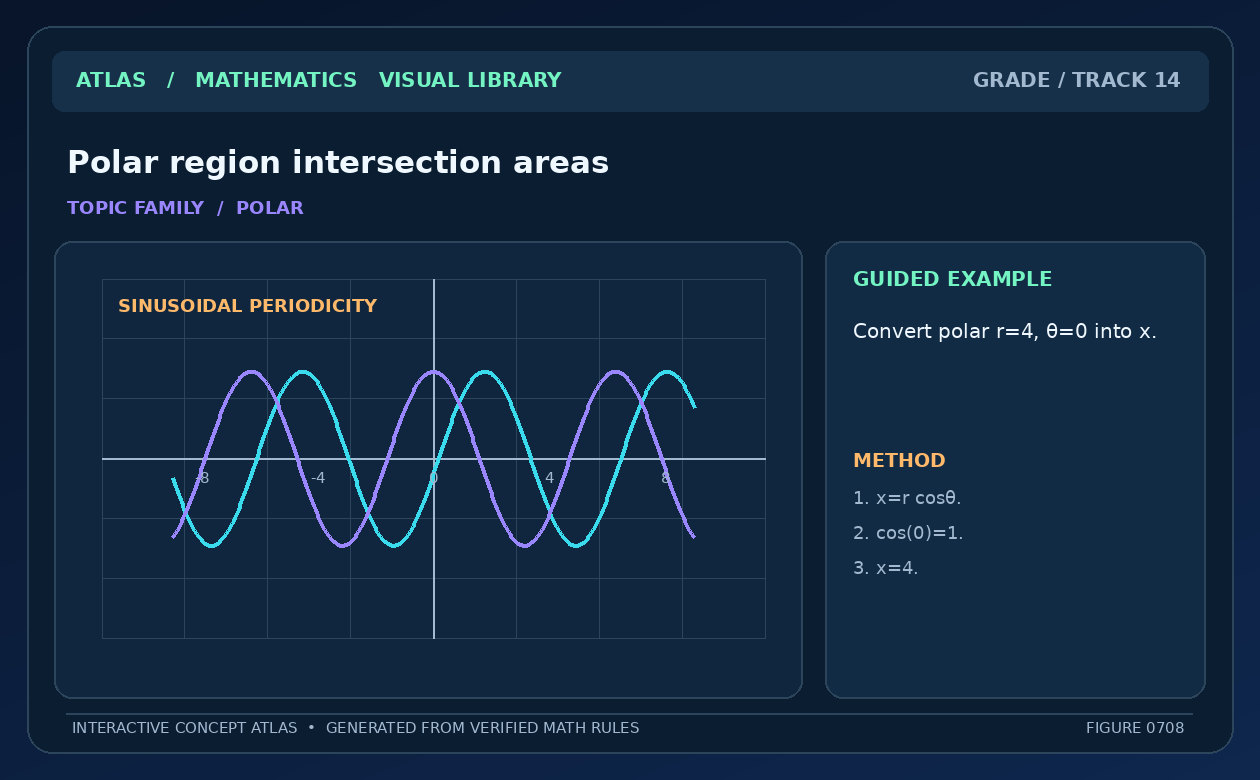 ATLAS / MATHEMATICS VISUAL LIBRARY
GRADE / TRACK 14
Polar region intersection areas
TOPIC FAMILY / POLAR
SINUSOIDAL PERIODICITY
-8 -4 0 4 8
GUIDED EXAMPLE
Convert polar r=4, θ=0 into x.
METHOD
1. x=r cosθ.
2. cos(0)=1.
3. x=4.
INTERACTIVE CONCEPT ATLAS • GENERATED FROM VERIFIED MATH RULES
FIGURE 0708